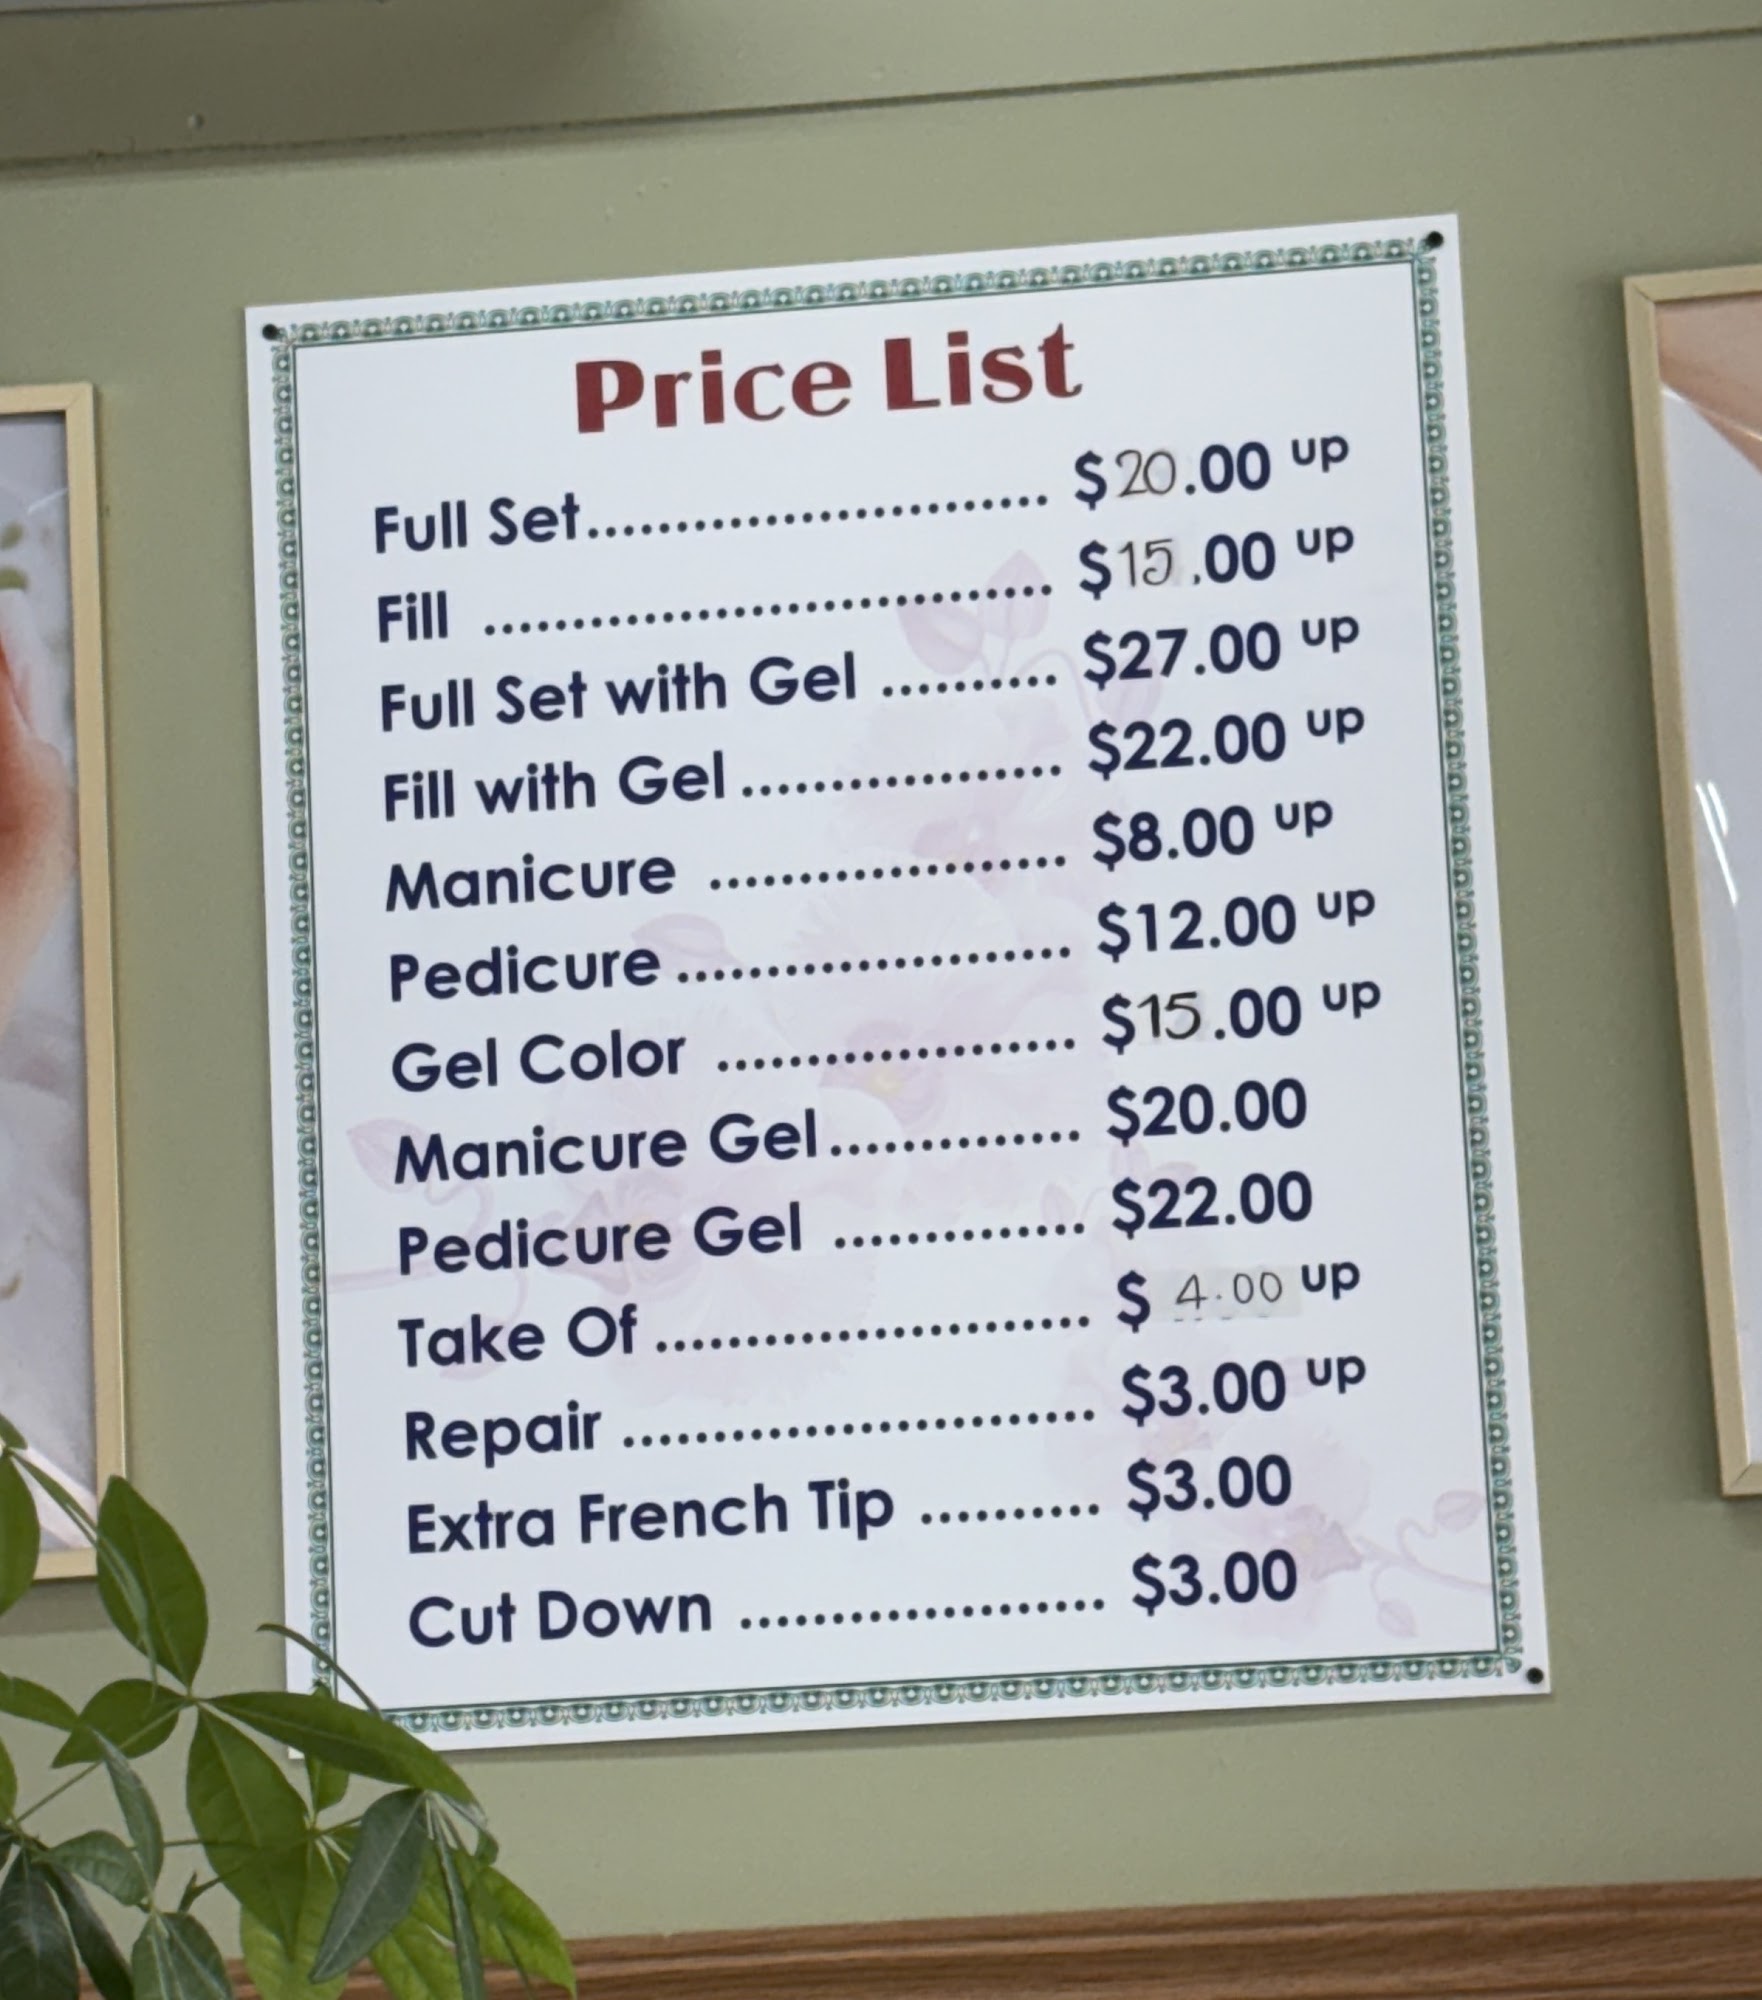 Price List
Full Set.......................... $20.00 up
Fill ................................ $15.00 up
Full Set with Gel .......... $27.00 up
Fill with Gel .................. $22.00 up
Manicure .................... $8.00 up
Pedicure ...................... $12.00 up
Gel Color .................... $15.00 up
Manicure Gel.............. $20.00
Pedicure Gel .............. $22.00
Take Of ........................ $ 4.00 up
Repair .......................... $3.00 up
Extra French Tip .......... $3.00
Cut Down .................... $3.00